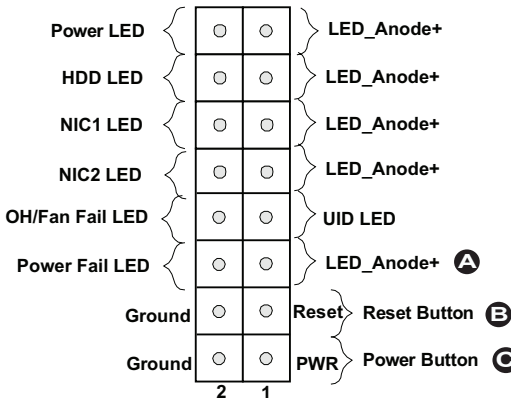 Power LED LED_Anode+
HDD LED LED_Anode+
NIC1 LED LED_Anode+
NIC2 LED LED_Anode+
OH/Fan Fail LED UID LED
Power Fail LED LED_Anode+ A
Ground Reset Reset Button B
Ground PWR Power Button C
2 1